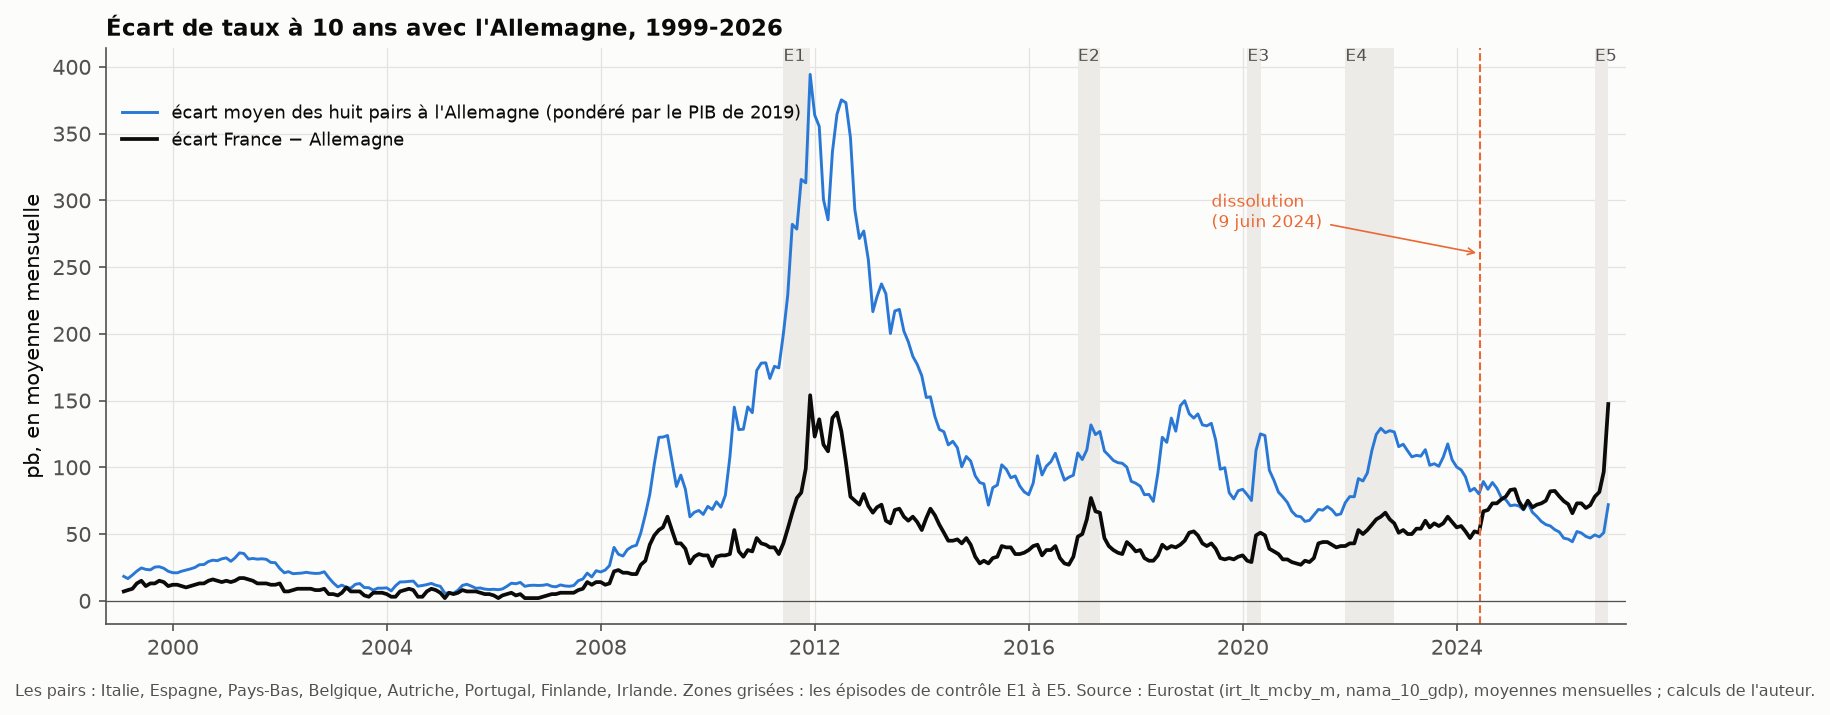 Écart de taux à 10 ans avec l'Allemagne, 1999-2026
E1
E2
E3
E4
E5
400
350
300
250
200
150
100
50
0
pb, en moyenne mensuelle
écart moyen des huit pairs à l'Allemagne (pondéré par le PIB de 2019)
écart France − Allemagne
dissolution
(9 juin 2024)
2000
2004
2008
2012
2016
2020
2024
Les pairs : Italie, Espagne, Pays-Bas, Belgique, Autriche, Portugal, Finlande, Irlande. Zones grisées : les épisodes de contrôle E1 à E5. Source : Eurostat (irt_lt_mcby_m, nama_10_gdp), moyennes mensuelles ; calculs de l'auteur.